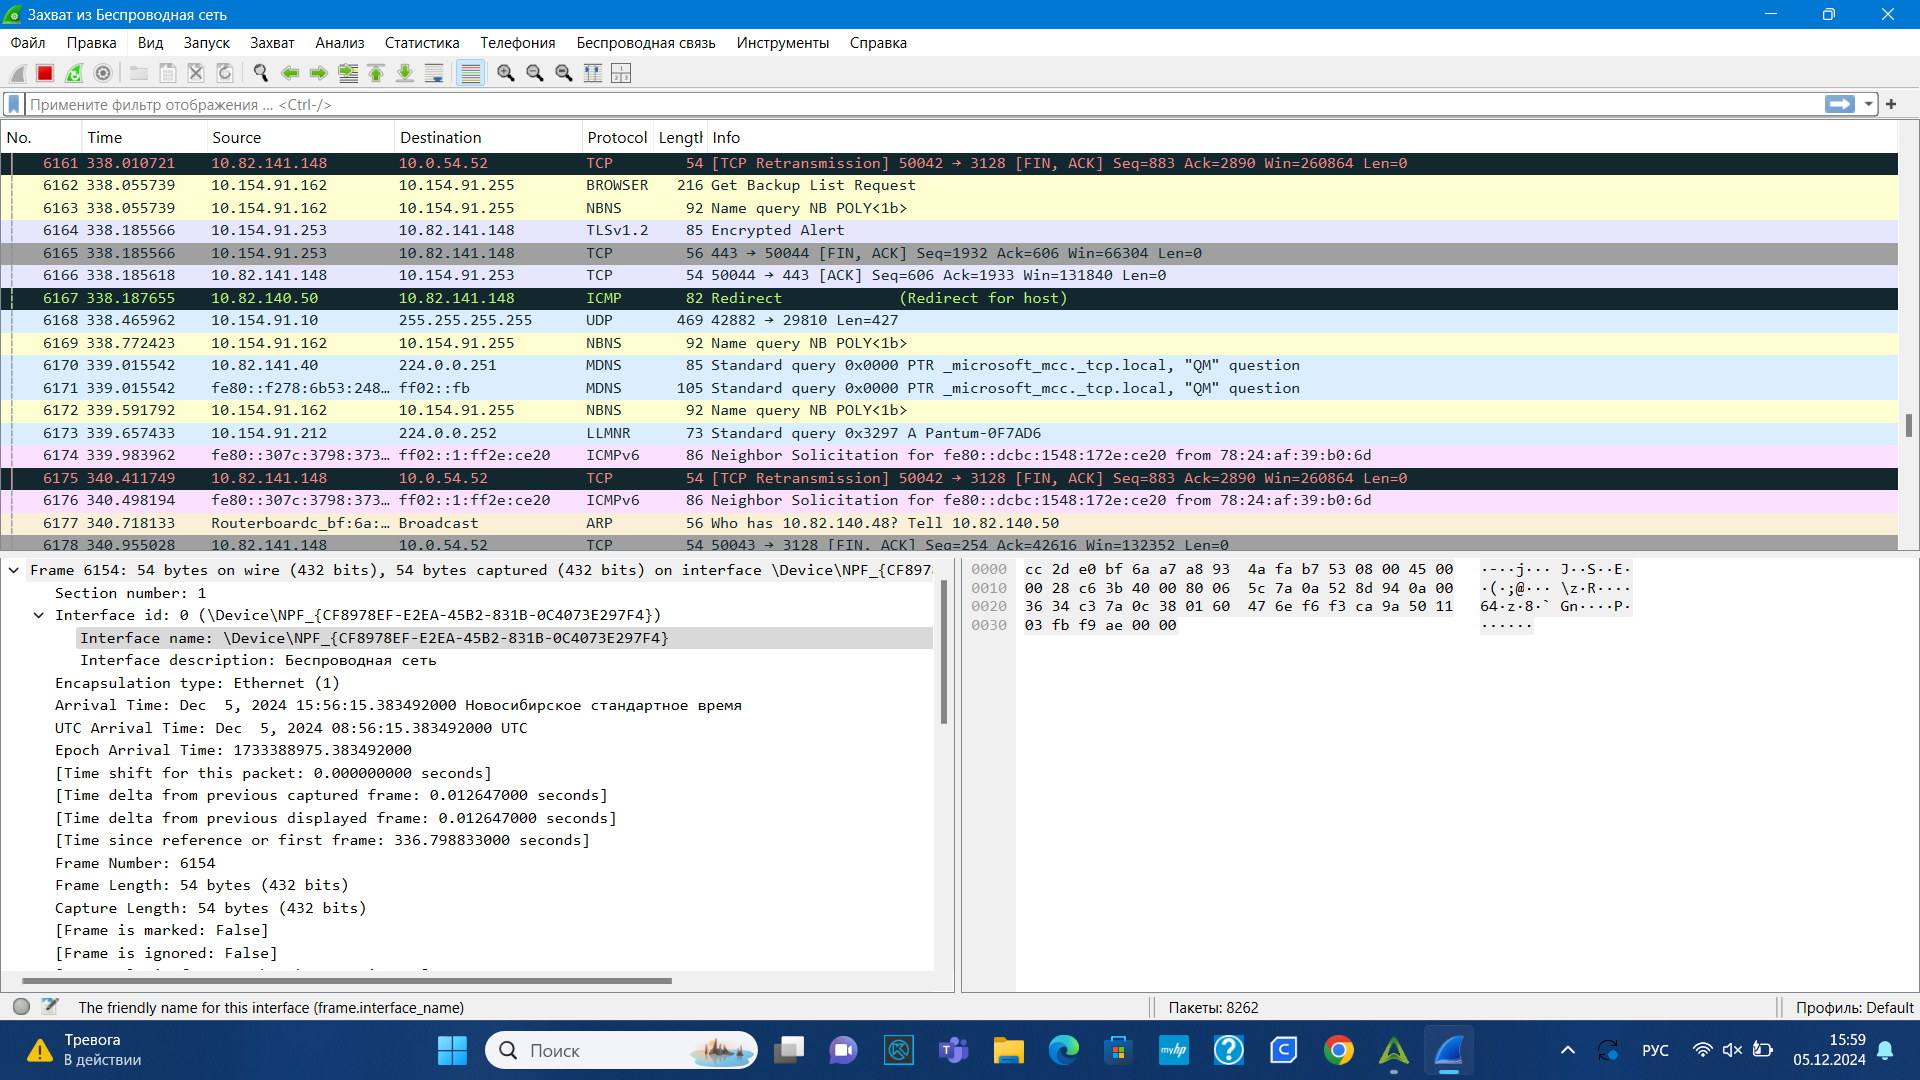 Захват из Беспроводная сеть
Файл Правка Вид Запуск Захват Анализ Статистика Телефония Беспроводная связь Инструменты Справка
Примените фильтр отображения ... <Ctrl-/>
No. Time Source Destination Protocol Length Info
6161 338.010721 10.82.141.148 10.0.54.52 TCP 54 [TCP Retransmission] 50042 → 3128 [FIN, ACK] Seq=883 Ack=2890 Win=260864 Len=0
6162 338.055739 10.154.91.162 10.154.91.255 BROWSER 216 Get Backup List Request
6163 338.055739 10.154.91.162 10.154.91.255 NBNS 92 Name query NB POLY<1b>
6164 338.185566 10.154.91.253 10.82.141.148 TLSv1.2 85 Encrypted Alert
6165 338.185566 10.154.91.253 10.82.141.148 TCP 56 443 → 50044 [FIN, ACK] Seq=1932 Ack=606 Win=66304 Len=0
6166 338.185618 10.82.141.148 10.154.91.253 TCP 54 50044 → 443 [ACK] Seq=606 Ack=1933 Win=131840 Len=0
6167 338.187655 10.82.140.50 10.82.141.148 ICMP 82 Redirect (Redirect for host)
6168 338.465962 10.154.91.10 255.255.255.255 UDP 469 42882 → 29810 Len=427
6169 338.772423 10.154.91.162 10.154.91.255 NBNS 92 Name query NB POLY<1b>
6170 339.015542 10.82.141.40 224.0.0.251 MDNS 85 Standard query 0x0000 PTR _microsoft_mcc._tcp.local, "QM" question
6171 339.015542 fe80::f278:6b53:248… ff02::fb MDNS 105 Standard query 0x0000 PTR _microsoft_mcc._tcp.local, "QM" question
6172 339.591792 10.154.91.162 10.154.91.255 NBNS 92 Name query NB POLY<1b>
6173 339.657433 10.154.91.212 224.0.0.252 LLMNR 73 Standard query 0x3297 A Pantum-0F7AD6
6174 339.983962 fe80::307c:3798:373… ff02::1:ff2e:ce20 ICMPv6 86 Neighbor Solicitation for fe80::dcbc:1548:172e:ce20 from 78:24:af:39:b0:6d
6175 340.411749 10.82.141.148 10.0.54.52 TCP 54 [TCP Retransmission] 50042 → 3128 [FIN, ACK] Seq=883 Ack=2890 Win=260864 Len=0
6176 340.498194 fe80::307c:3798:373… ff02::1:ff2e:ce20 ICMPv6 86 Neighbor Solicitation for fe80::dcbc:1548:172e:ce20 from 78:24:af:39:b0:6d
6177 340.718133 Routerboardc_bf:6a:… Broadcast ARP 56 Who has 10.82.140.48? Tell 10.82.140.50
6178 340.955028 10.82.141.148 10.0.54.52 TCP 54 50043 → 3128 [FIN, ACK] Seq=254 Ack=42616 Win=132352 Len=0
Frame 6154: 54 bytes on wire (432 bits), 54 bytes captured (432 bits) on interface \Device\NPF_{CF897
Section number: 1
Interface id: 0 (\Device\NPF_{CF8978EF-E2EA-45B2-831B-0C4073E297F4})
Interface name: \Device\NPF_{CF8978EF-E2EA-45B2-831B-0C4073E297F4}
Interface description: Беспроводная сеть
Encapsulation type: Ethernet (1)
Arrival Time: Dec  5, 2024 15:56:15.383492000 Новосибирское стандартное время
UTC Arrival Time: Dec  5, 2024 08:56:15.383492000 UTC
Epoch Arrival Time: 1733388975.383492000
[Time shift for this packet: 0.000000000 seconds]
[Time delta from previous captured frame: 0.012647000 seconds]
[Time delta from previous displayed frame: 0.012647000 seconds]
[Time since reference or first frame: 336.798833000 seconds]
Frame Number: 6154
Frame Length: 54 bytes (432 bits)
Capture Length: 54 bytes (432 bits)
[Frame is marked: False]
[Frame is ignored: False]
0000 cc 2d e0 bf 6a a7 a8 93 4a fa b7 53 08 00 45 00 ·-··j··· J··S··E·
0010 00 28 c6 3b 40 00 80 06 5c 7a 0a 52 8d 94 0a 00 ·(·;@··· \z·R····
0020 36 34 c3 7a 0c 38 01 60 47 6e f6 f3 ca 9a 50 11 64·z·8·` Gn····P·
0030 03 fb f9 ae 00 00 ······
The friendly name for this interface (frame.interface_name)
Пакеты: 8262
Профиль: Default
Тревога
В действии
Поиск
myhp
РУС
15:59
05.12.2024